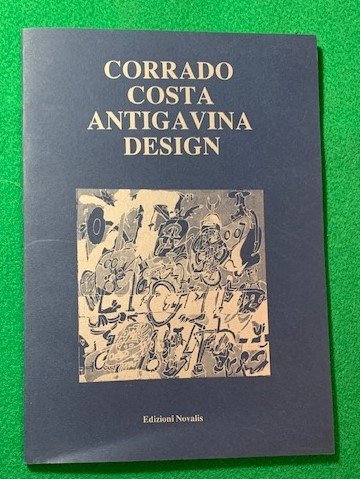 CORRADO
COSTA
ANTIGAVINA
DESIGN
Edizioni Novalis